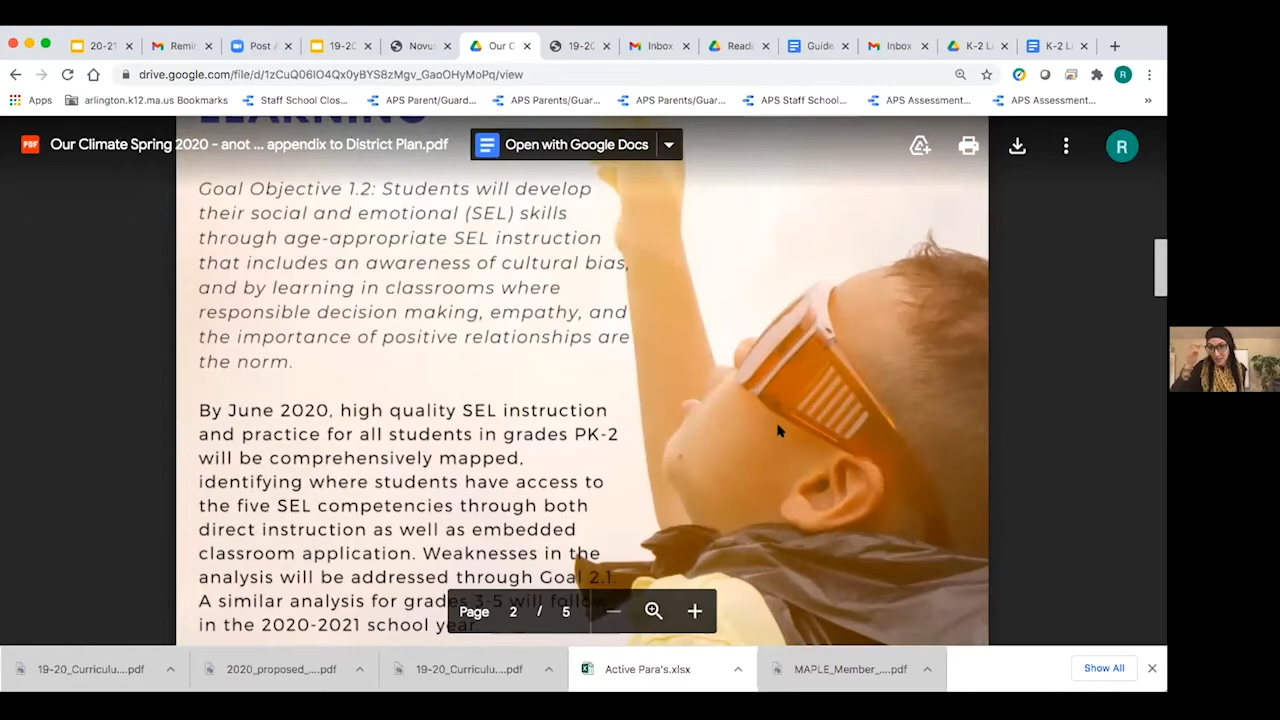 20-21
Remi
Post
19-20
Novus
Our C
19-20
Inbox
Readi
Guide
Inbox
K-2 L
K-2 L
drive.google.com/file/d/1zCuQ06IO4Qx0yBYS8zMgv_GaoOHyMoPq/view
R
Apps
arlington.k12.ma.us Bookmarks
Staff School Clos...
APS Parent/Guard...
APS Parents/Guar...
APS Parents/Guar...
APS Staff School...
APS Assessment...
APS Assessment...
»
LEARNING
PDF
Our Climate Spring 2020 - anot ... appendix to District Plan.pdf
Open with Google Docs
R
Goal Objective 1.2: Students will develop
their social and emotional (SEL) skills
through age-appropriate SEL instruction
that includes an awareness of cultural bias,
and by learning in classrooms where
responsible decision making, empathy, and
the importance of positive relationships are
the norm.
By June 2020, high quality SEL instruction
and practice for all students in grades PK-2
will be comprehensively mapped,
identifying where students have access to
the five SEL competencies through both
direct instruction as well as embedded
classroom application. Weaknesses in the
analysis will be addressed through Goal 2.1.
A similar analysis for grades 3-5 will follow
in the 2020-2021 school year
Page 2 / 5
19-20_Curriculu....pdf
2020_proposed_....pdf
19-20_Curriculu....pdf
Active Para's.xlsx
MAPLE_Member_....pdf
Show All